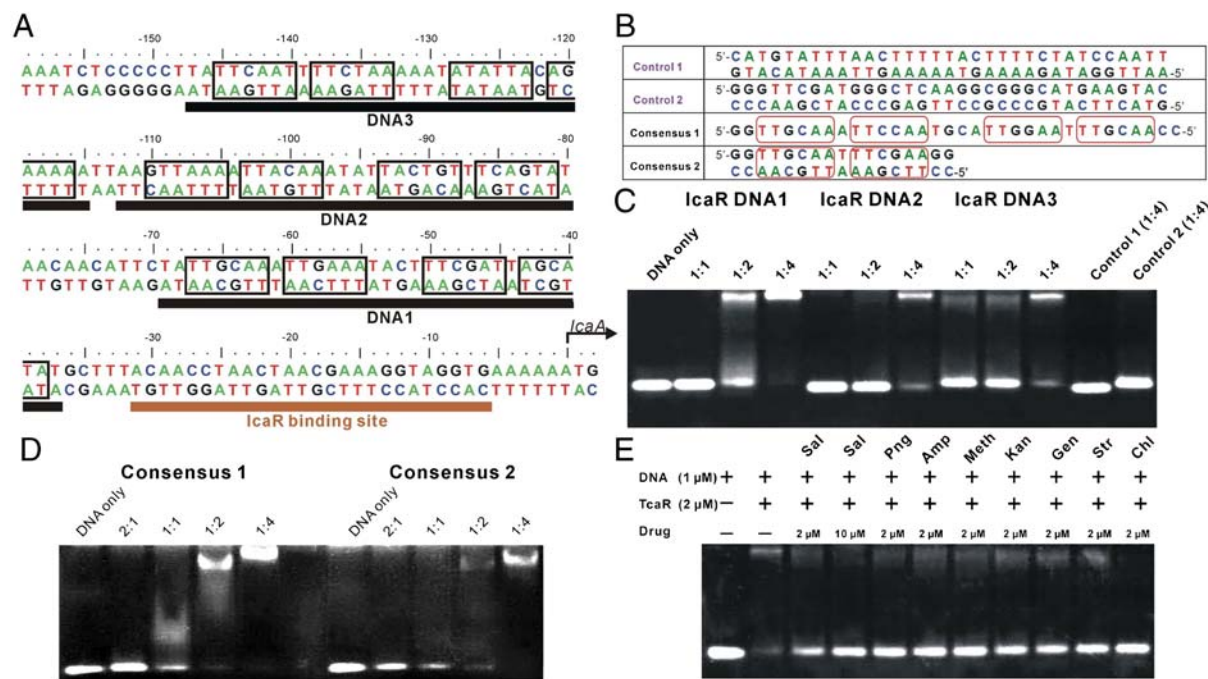 A
-150 -140 -130 -120
AAATCTCCCCCTTATTCAATTTTCTAAAAATATATTACAG
TTTAGAGGGGGAATAAGTTAAAAGATTTTTATATAATGTC
DNA3
-110 -100 -90 -80
AAAAATTAAGTTAAAATTACAAATATTACTGTTTCAGTAT
TTTTTAATTCAATTTTAATGTTTATAATGACAAAGTCATA
DNA2
-70 -60 -50 -40
AACAACATTCTATTGCAAATTGAAATACTTTCGATTAGCA
TTGTTGTAAGATAACGTTTAACTTTATGAAAGCTAATCGT
DNA1
-30 -20 -10 0 IcaA
TATGCTTTACAACCTAACTAACGAAAGGTAGGTGAAAAAATG
ATACGAAATGTTGGATTGATTGCTTTCCATCCACTTTTTTAC
IcaR binding site
B
Control 1
5'-CATGTATTTAACTTTTTACTTTTCTATCCAATT
GTACATAAATTGAAAAATGAAAAGATAGGTTAA-5'
Control 2
5'-GGGTTCGATGGGCTCAAGGCGGGCATGAAGTAC
CCCAAGCTACCCGAGTTCCGCCCGTACTTCATG
Consensus 1
5'-GGTTGCAAATTCCAATGCATTGGAATTTGCAACC-5'
Consensus 2
5'-GGTTGCAATTTCGAAGG
CCAACGTTAAAGCTTCC-5'
C
IcaR DNA1 IcaR DNA2 IcaR DNA3
DNA only 1:1 1:2 1:4 1:1 1:2 1:4 1:1 1:2 1:4 Control 1 (1:4) Control 2 (1:4)
D
Consensus 1 Consensus 2
DNA only 2:1 1:1 1:2 1:4 DNA only 2:1 1:1 1:2 1:4
E
Sal Sal Png Amp Meth Kan Gen Str Chl
DNA (1 µM) + + + + + + + + + + +
TcaR (2 µM) − + + + + + + + + + +
Drug − − 2 µM 10 µM 2 µM 2 µM 2 µM 2 µM 2 µM 2 µM 2 µM